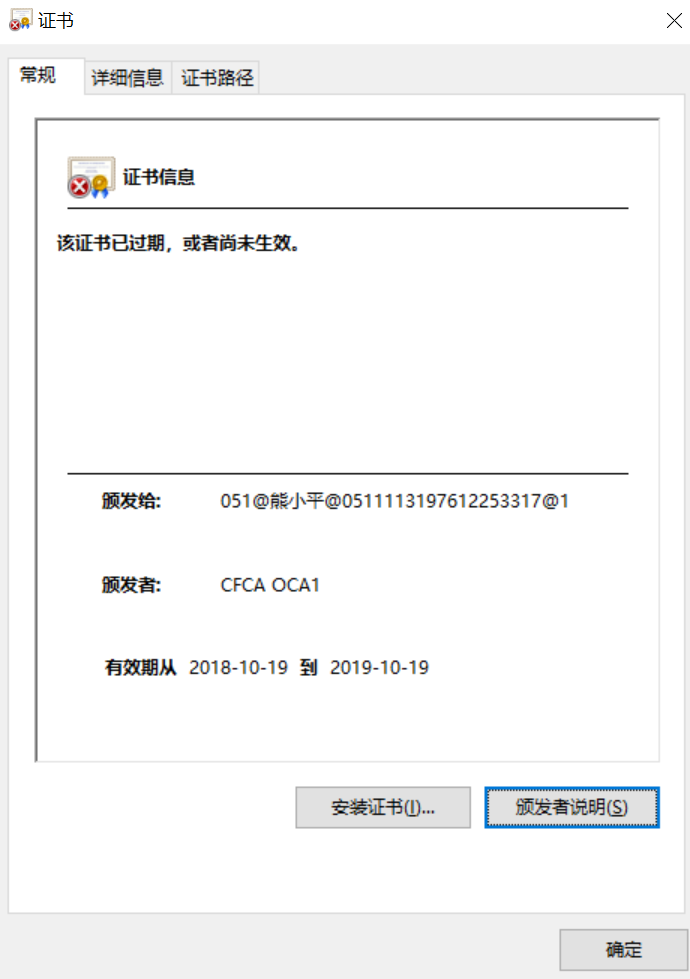 证书
常规 详细信息 证书路径
证书信息
该证书已过期，或者尚未生效。
颁发给: 051@熊小平@0511113197612253317@1
颁发者: CFCA OCA1
有效期从 2018-10-19 到 2019-10-19
安装证书(I)... 颁发者说明(S)
确定